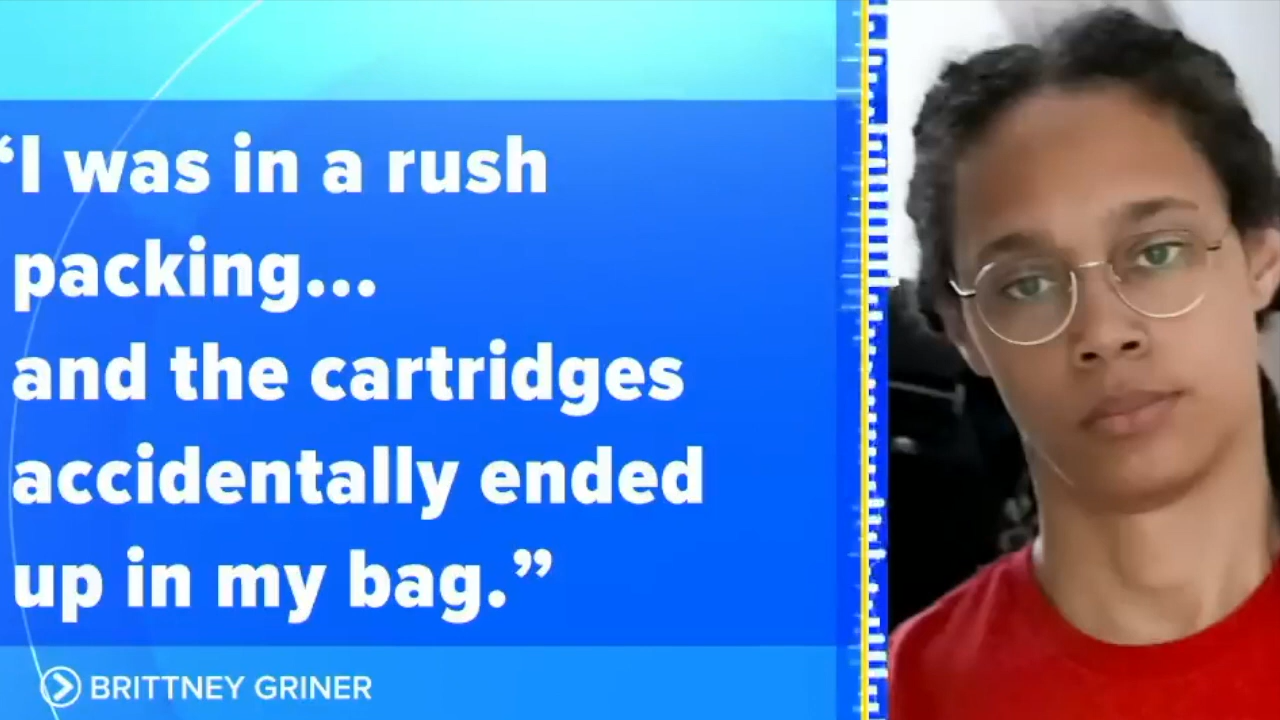 ‘I was in a rush
packing...
and the cartridges
accidentally ended
up in my bag.”
BRITTNEY GRINER